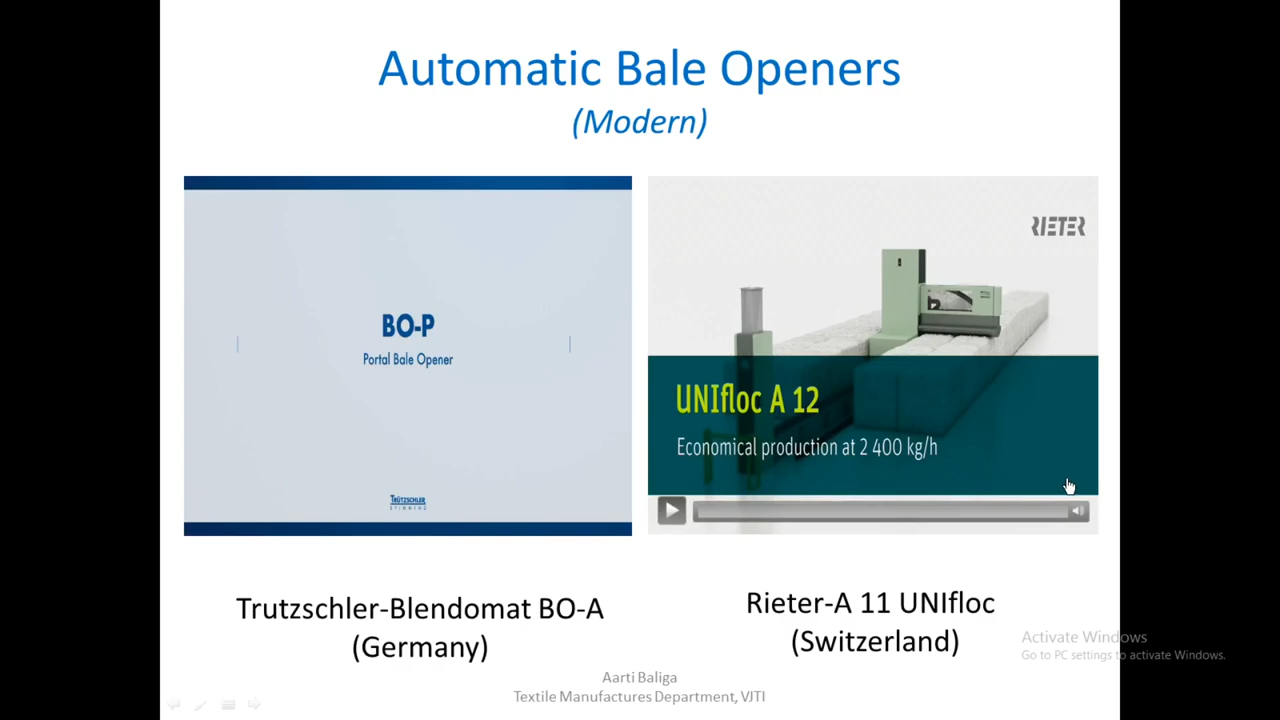 Automatic Bale Openers
(Modern)
BO-P
Portal Bale Opener
TRÜTZSCHLER
SPINNING
RIETER
UNIfloc A 12
Economical production at 2 400 kg/h
Trutzschler-Blendomat BO-A
(Germany)
Rieter-A 11 UNIfloc
(Switzerland)
Activate Windows
Go to PC settings to activate Windows.
Aarti Baliga
Textile Manufactures Department, VJTI